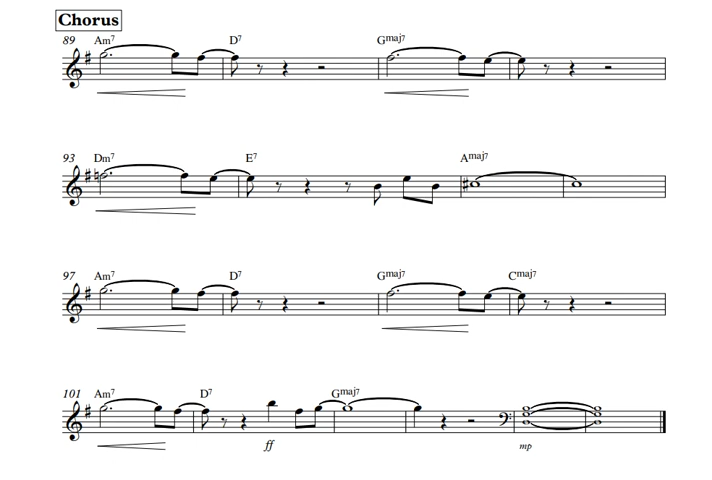 Chorus
89 Am7 D7 Gmaj7
93 Dm7 E7 Amaj7
97 Am7 D7 Gmaj7 Cmaj7
101 Am7 D7 Gmaj7
ff mp